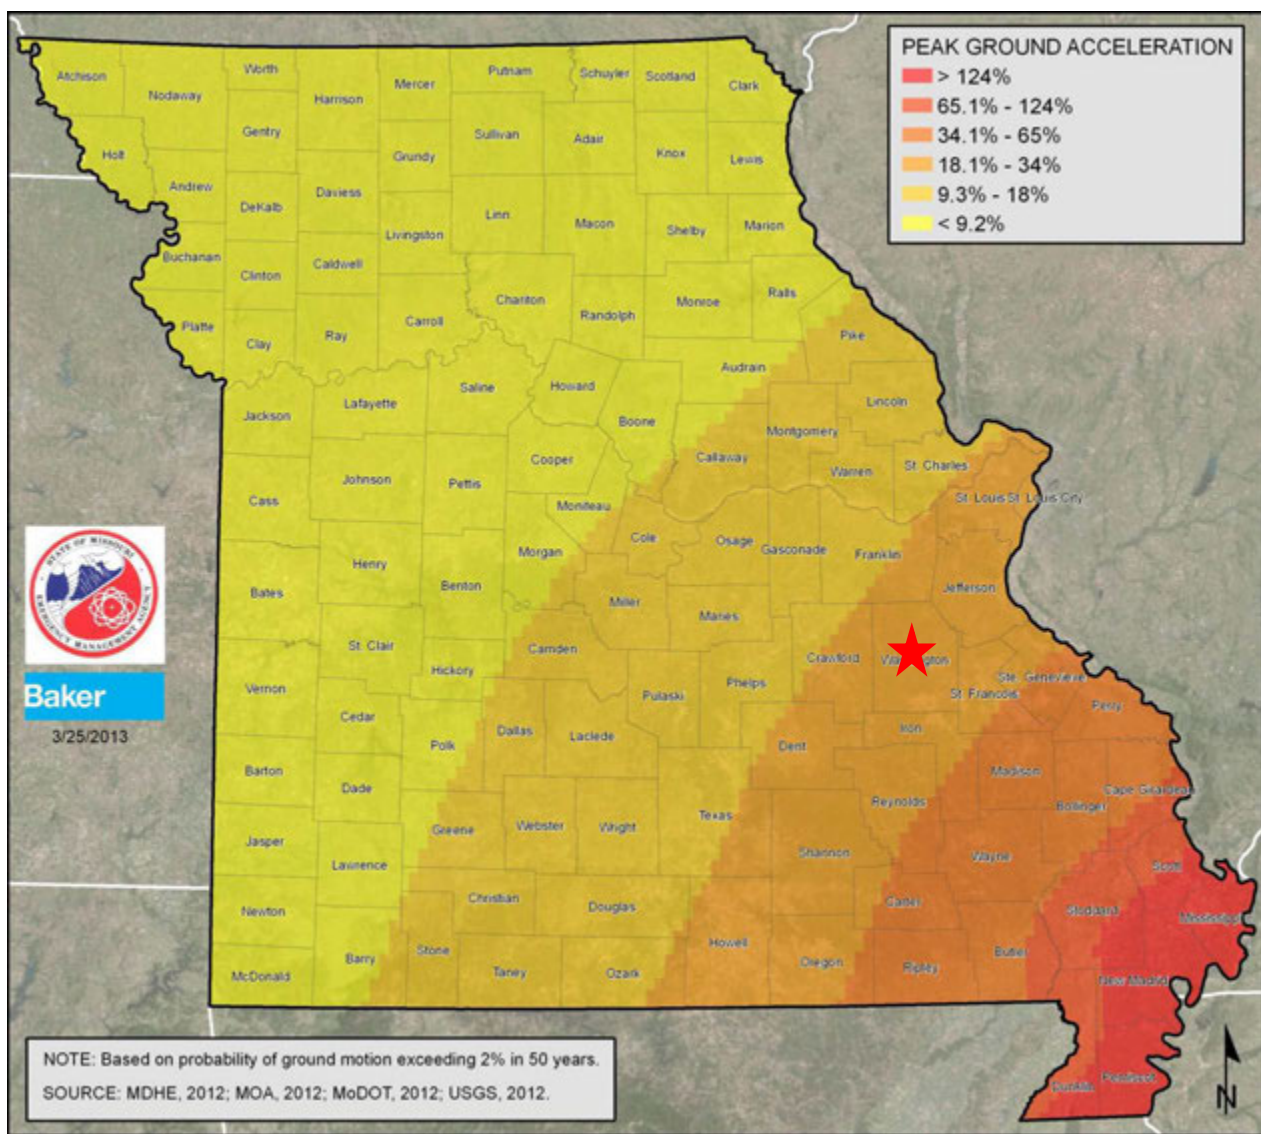 PEAK GROUND ACCELERATION
> 124%
65.1% - 124%
34.1% - 65%
18.1% - 34%
9.3% - 18%
< 9.2%
Atchison
Nodaway
Worth
Harrison
Mercer
Putnam
Schuyler
Scotland
Clark
Holt
Gentry
Grundy
Sullivan
Adair
Knox
Lewis
Andrew
DeKalb
Daviess
Livingston
Linn
Macon
Shelby
Marion
Buchanan
Clinton
Caldwell
Chariton
Randolph
Monroe
Ralls
Platte
Clay
Ray
Carroll
Pike
Audrain
Jackson
Lafayette
Saline
Howard
Boone
Lincoln
Montgomery
Callaway
Warren
St. Charles
Cass
Johnson
Pettis
Cooper
Moniteau
St. Louis
St. Louis City
Morgan
Cole
Osage
Gasconade
Franklin
Bates
Henry
Benton
Miller
Maries
Jefferson
St. Clair
Hickory
Camden
Crawford
Ste. Genevieve
Vernon
Pulaski
Phelps
St. Francois
Perry
Cedar
Polk
Dallas
Laclede
Dent
Iron
Barton
Dade
Madison
Reynolds
Bollinger
Cape Girardeau
Jasper
Greene
Webster
Wright
Texas
Lawrence
Shannon
Wayne
Scott
Newton
Christian
Douglas
Carter
Stoddard
Mississippi
McDonald
Barry
Stone
Taney
Ozark
Howell
Oregon
Ripley
Butler
New Madrid
Dunklin
Pemiscot
STATE OF MISSOURI
EMERGENCY MANAGEMENT AGENCY
Baker
3/25/2013
NOTE: Based on probability of ground motion exceeding 2% in 50 years.
SOURCE: MDHE, 2012; MOA, 2012; MoDOT, 2012; USGS, 2012.
N